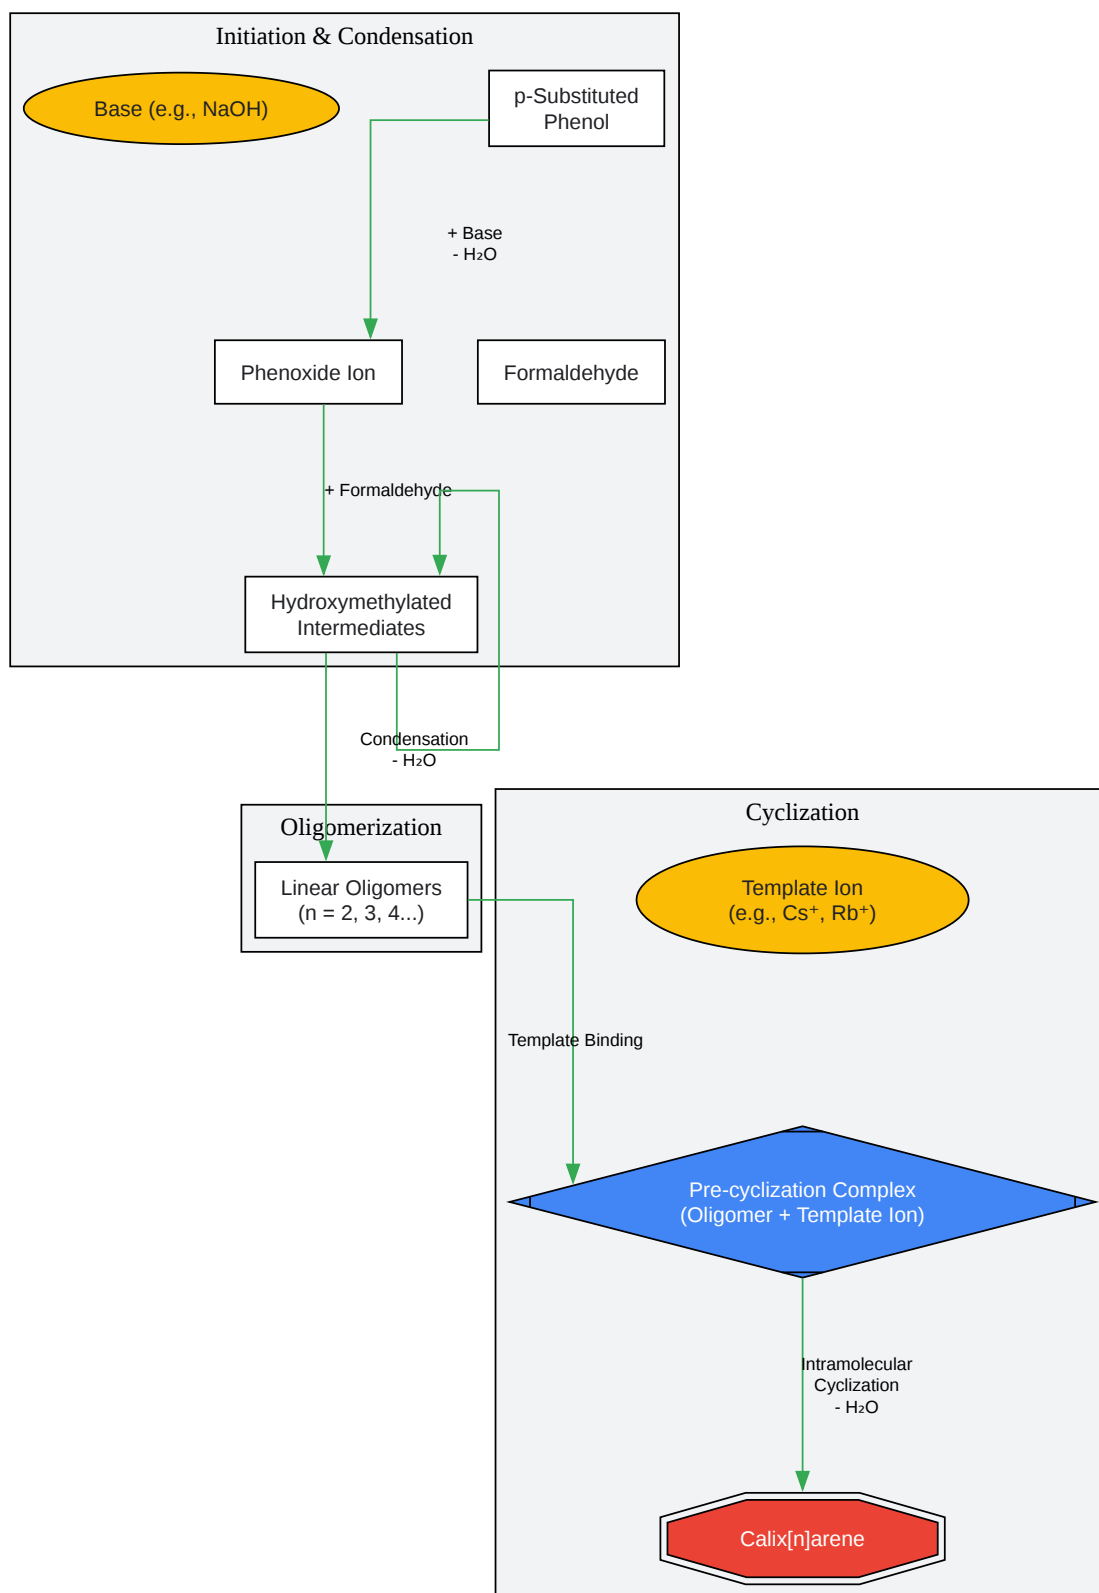 Initiation & Condensation
Base (e.g., NaOH)
p-Substituted
Phenol
+ Base
- H₂O
Phenoxide Ion
Formaldehyde
+ Formaldehyde
Hydroxymethylated
Intermediates
Condensation
- H₂O
Oligomerization
Linear Oligomers
(n = 2, 3, 4...)
Cyclization
Template Ion
(e.g., Cs⁺, Rb⁺)
Template Binding
Pre-cyclization Complex
(Oligomer + Template Ion)
Intramolecular
Cyclization
- H₂O
Calix[n]arene